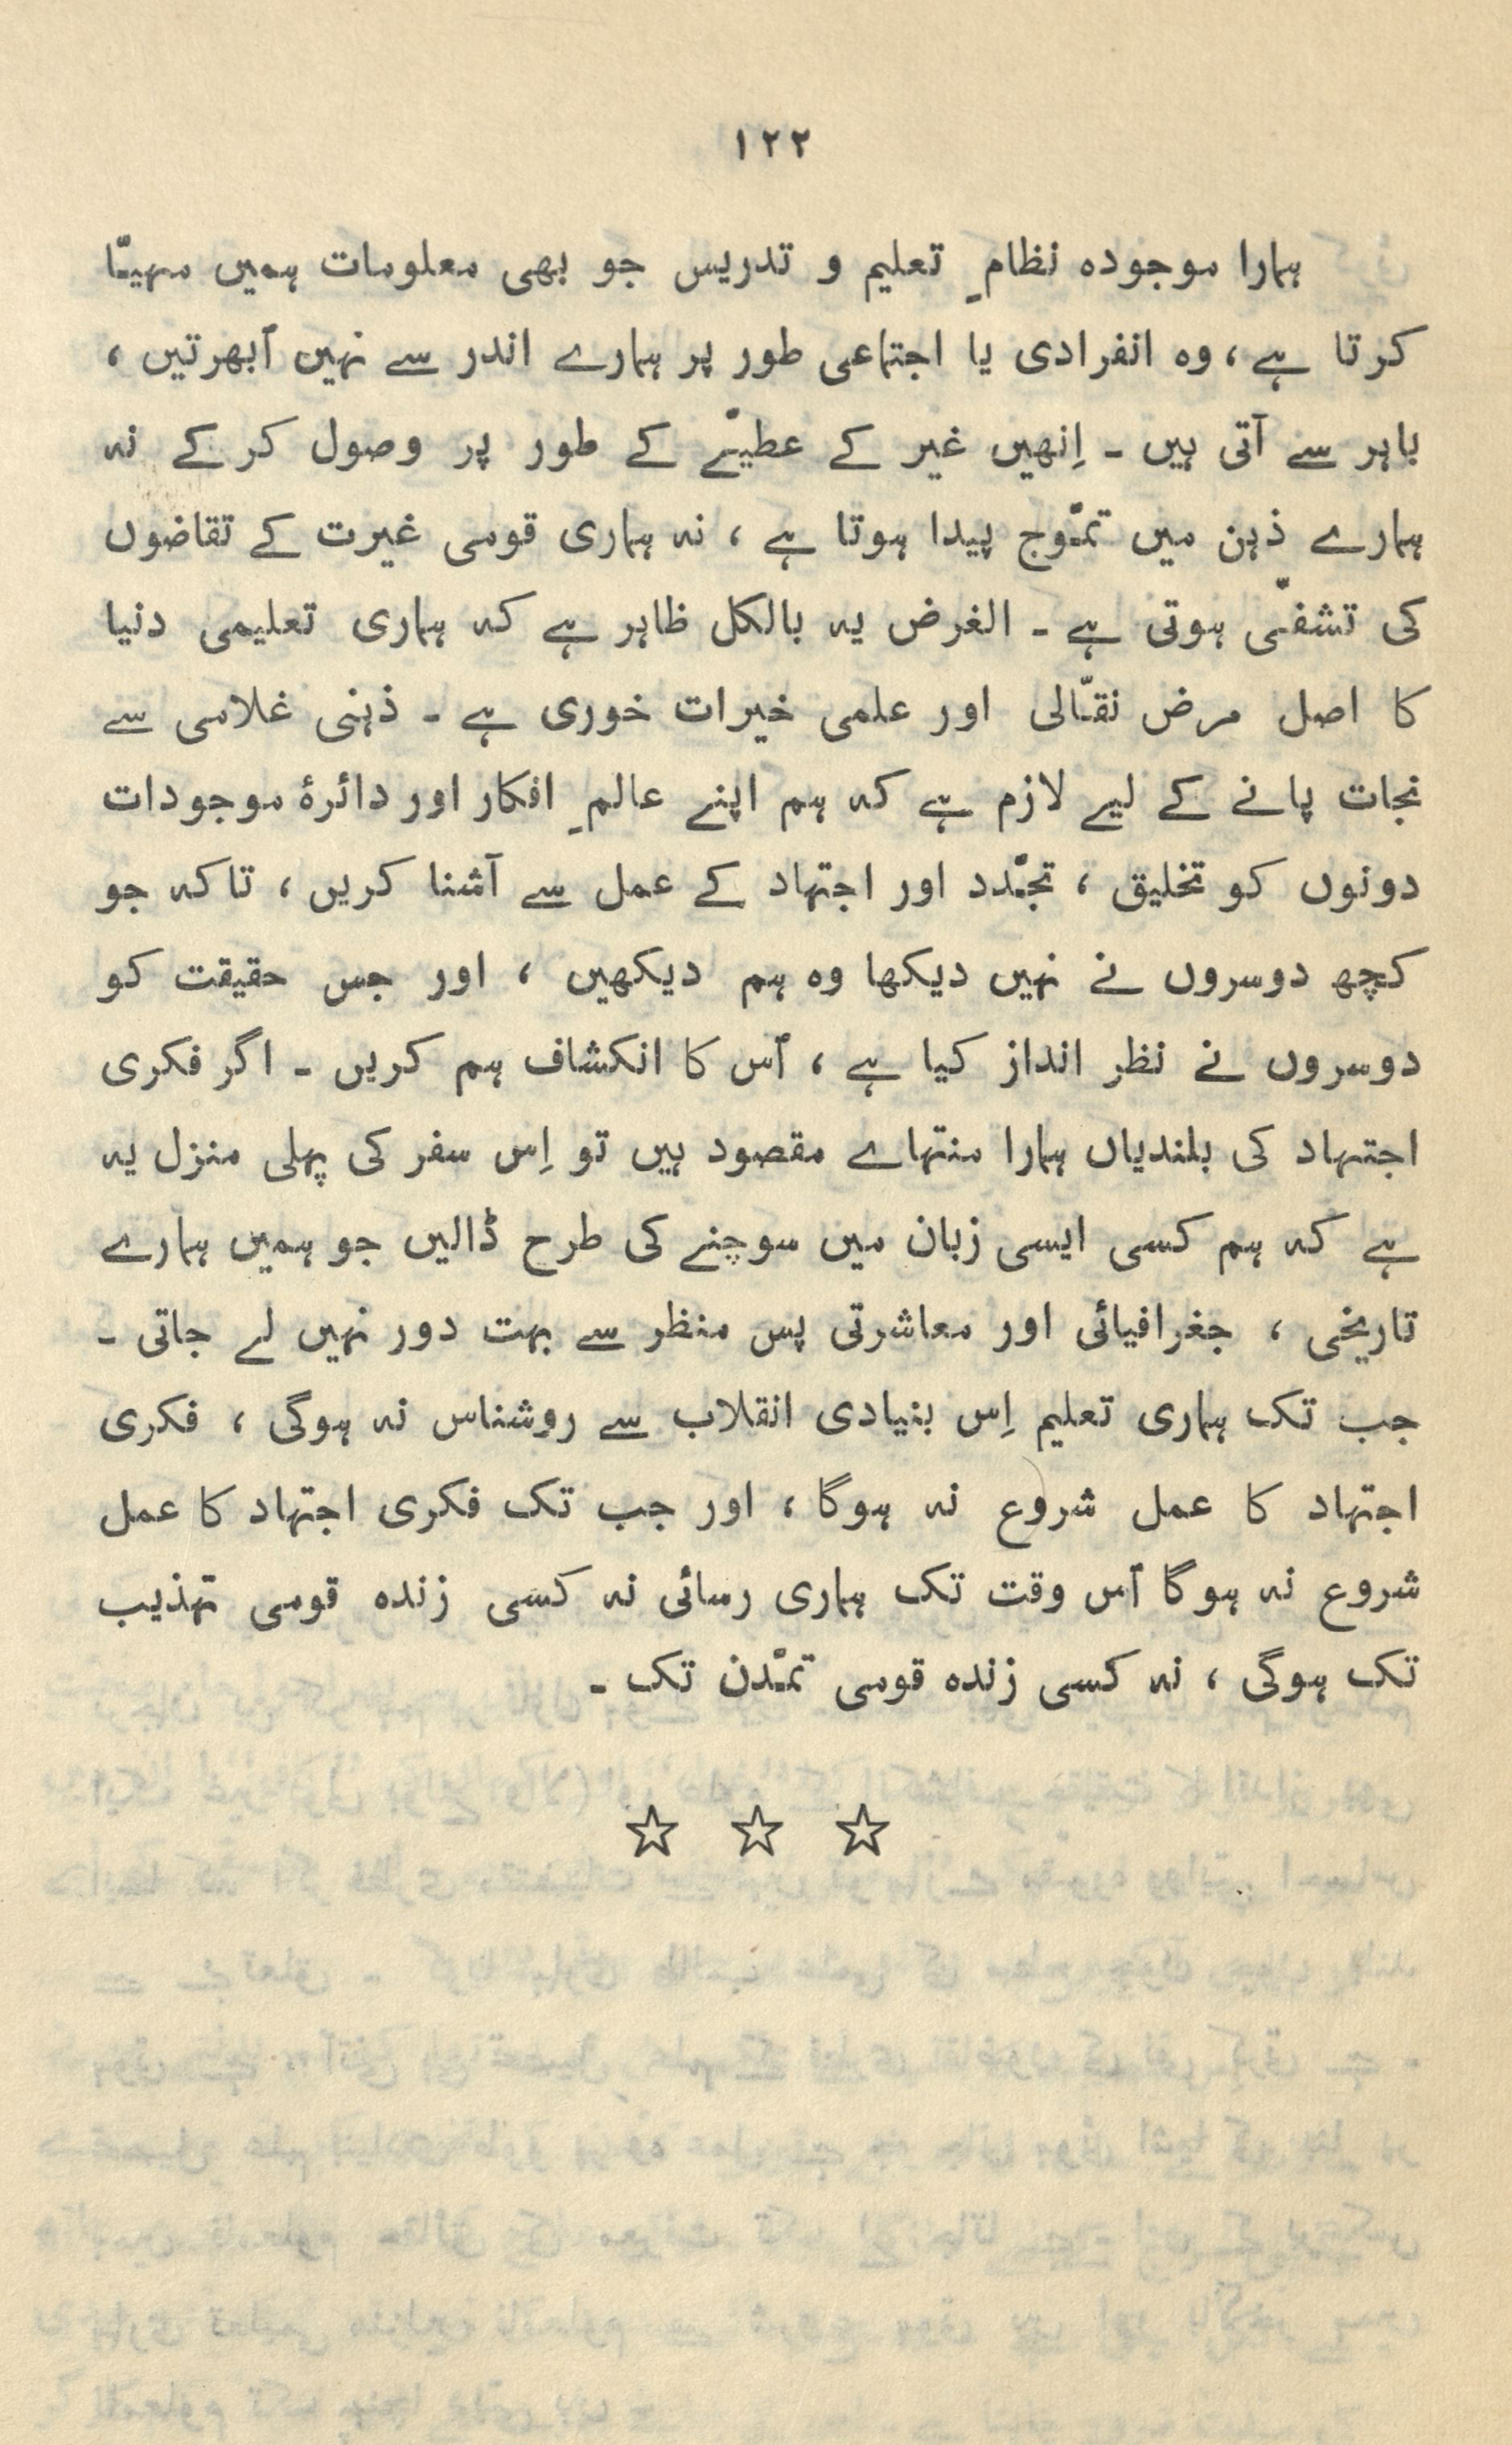 ۱۲۲
ہمارا موجودہ نظامِ تعلیم و تدریس جو بھی معلومات ہمیں مہیّا
کرتا ہے ، وہ انفرادی یا اجتماعی طور پر ہمارے اندر سے نہیں اُبھرتیں ،
باہر سے آتی ہیں ۔ اِنھیں غیر کے عطیّے کے طور پر وصول کر کے نہ
ہمارے ذہن میں تموّج پیدا ہوتا ہے ، نہ ہماری قومی غیرت کے تقاضوں
کی تشفّی ہوتی ہے ۔ الغرض یہ بالکل ظاہر ہے کہ ہماری تعلیمی دنیا
کا اصل مرض نقّالی اور علمی خیرات خوری ہے ۔ ذہنی غلامی سے
نجات پانے کے لیے لازم ہے کہ ہم اپنے عالمِ افکار اور دائرۂ موجودات
دونوں کو تخلیق ، تجدّد اور اجتہاد کے عمل سے آشنا کریں ، تاکہ جو
کچھ دوسروں نے نہیں دیکھا وہ ہم دیکھیں ، اور جس حقیقت کو
دوسروں نے نظر انداز کیا ہے ، اُس کا انکشاف ہم کریں ۔ اگر فکری
اجتہاد کی بلندیاں ہمارا منتہاے مقصود ہیں تو اِس سفر کی پہلی منزل یہ
ہے کہ ہم کسی ایسی زبان میں سوچنے کی طرح ڈالیں جو ہمیں ہمارے
تاریخی ، جغرافیائی اور معاشرتی پس منظر سے بہت دور نہیں لے جاتی ۔
جب تک ہماری تعلیم اِس بنیادی انقلاب سے روشناس نہ ہوگی ، فکری
اجتہاد کا عمل شروع نہ ہوگا ، اور جب تک فکری اجتہاد کا عمل
شروع نہ ہوگا اُس وقت تک ہماری رسائی نہ کسی زندہ قومی تہذیب
تک ہوگی ، نہ کسی زندہ قومی تمدّن تک ۔
☆ ☆ ☆